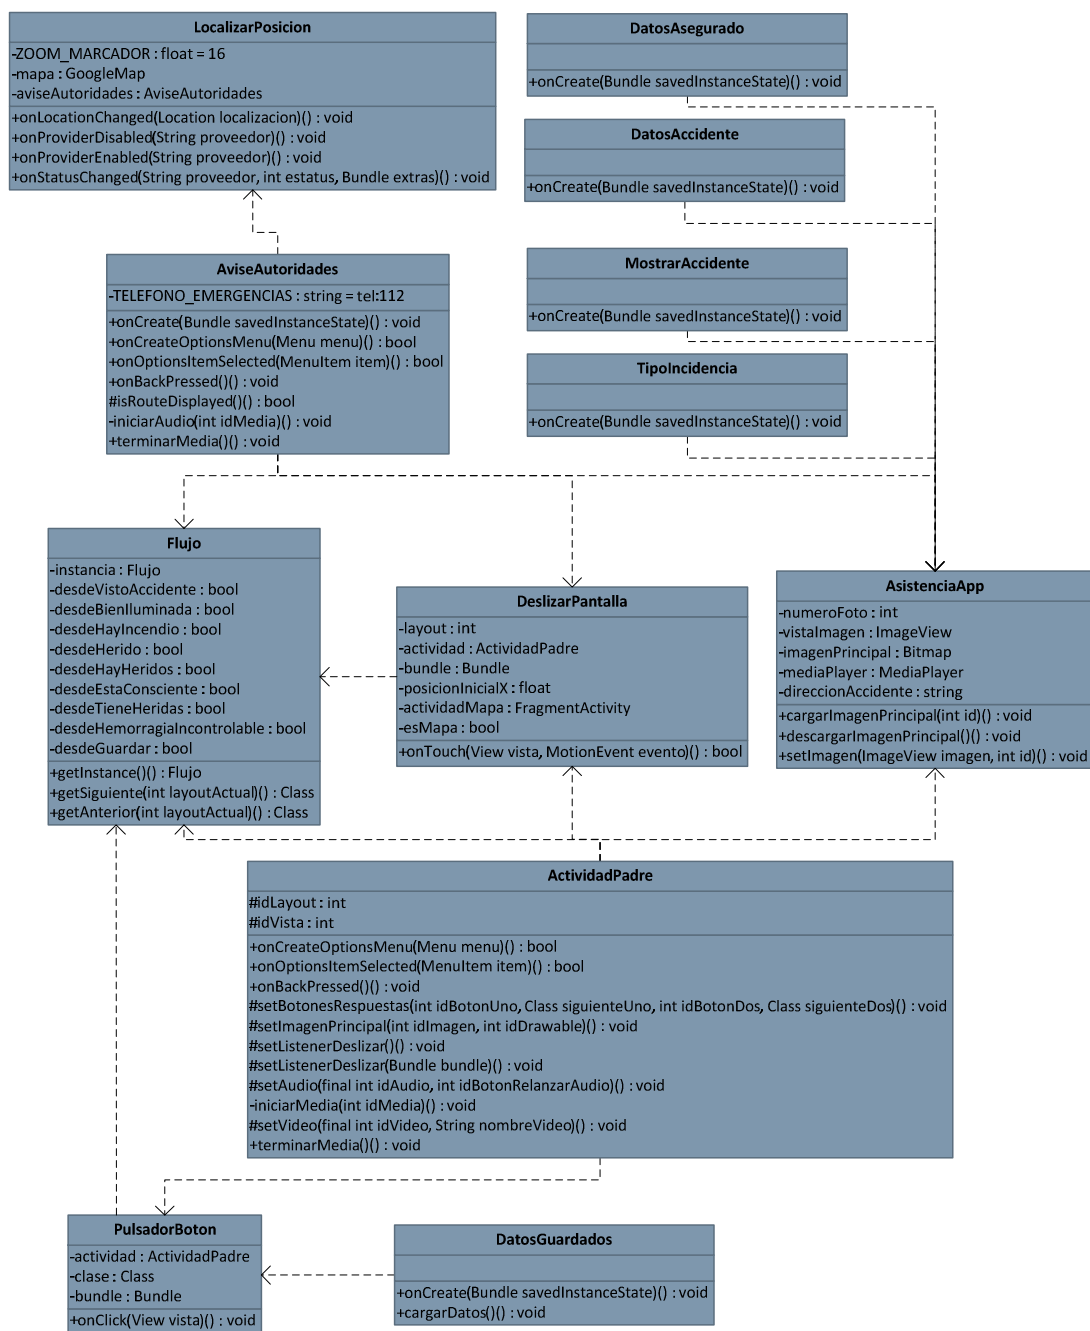 LocalizarPosicion
-ZOOM_MARCADOR : float = 16
-mapa : GoogleMap
-aviseAutoridades : AviseAutoridades
+onLocationChanged(Location localizacion)() : void
+onProviderDisabled(String proveedor)() : void
+onProviderEnabled(String proveedor)() : void
+onStatusChanged(String proveedor, int estatus, Bundle extras)() : void
DatosAsegurado
+onCreate(Bundle savedInstanceState)() : void
DatosAccidente
+onCreate(Bundle savedInstanceState)() : void
MostrarAccidente
+onCreate(Bundle savedInstanceState)() : void
TipoIncidencia
+onCreate(Bundle savedInstanceState)() : void
AviseAutoridades
-TELEFONO_EMERGENCIAS : string = tel:112
+onCreate(Bundle savedInstanceState)() : void
+onCreateOptionsMenu(Menu menu)() : bool
+onOptionsItemSelected(MenuItem item)() : bool
+onBackPressed()() : void
#isRouteDisplayed()() : bool
-iniciarAudio(int idMedia)() : void
+terminarMedia()() : void
Flujo
-instancia : Flujo
-desdeVistoAccidente : bool
-desdeBienIluminada : bool
-desdeHayIncendio : bool
-desdeHerido : bool
-desdeHayHeridos : bool
-desdeEstaConsciente : bool
-desdeTieneHeridas : bool
-desdeHemorragiaIncontrolable : bool
-desdeGuardar : bool
+getInstance()() : Flujo
+getSiguiente(int layoutActual)() : Class
+getAnterior(int layoutActual)() : Class
DeslizarPantalla
-layout : int
-actividad : ActividadPadre
-bundle : Bundle
-posicionInicialX : float
-actividadMapa : FragmentActivity
-esMapa : bool
+onTouch(View vista, MotionEvent evento)() : bool
AsistenciaApp
-numeroFoto : int
-vistaImagen : ImageView
-imagenPrincipal : Bitmap
-mediaPlayer : MediaPlayer
-direccionAccidente : string
+cargarImagenPrincipal(int id)() : void
+descargarImagenPrincipal()() : void
+setImagen(ImageView imagen, int id)() : void
ActividadPadre
#idLayout : int
#idVista : int
+onCreateOptionsMenu(Menu menu)() : bool
+onOptionsItemSelected(MenuItem item)() : bool
+onBackPressed()() : void
#setBotonesRespuestas(int idBotonUno, Class siguienteUno, int idBotonDos, Class siguienteDos)() : void
#setImagenPrincipal(int idImagen, int idDrawable)() : void
#setListenerDeslizar()() : void
#setListenerDeslizar(Bundle bundle)() : void
#setAudio(final int idAudio, int idBotonRelanzarAudio)() : void
-iniciarMedia(int idMedia)() : void
#setVideo(final int idVideo, String nombreVideo)() : void
+terminarMedia()() : void
PulsadorBoton
-actividad : ActividadPadre
-clase : Class
-bundle : Bundle
+onClick(View vista)() : void
DatosGuardados
+onCreate(Bundle savedInstanceState)() : void
+cargarDatos()() : void